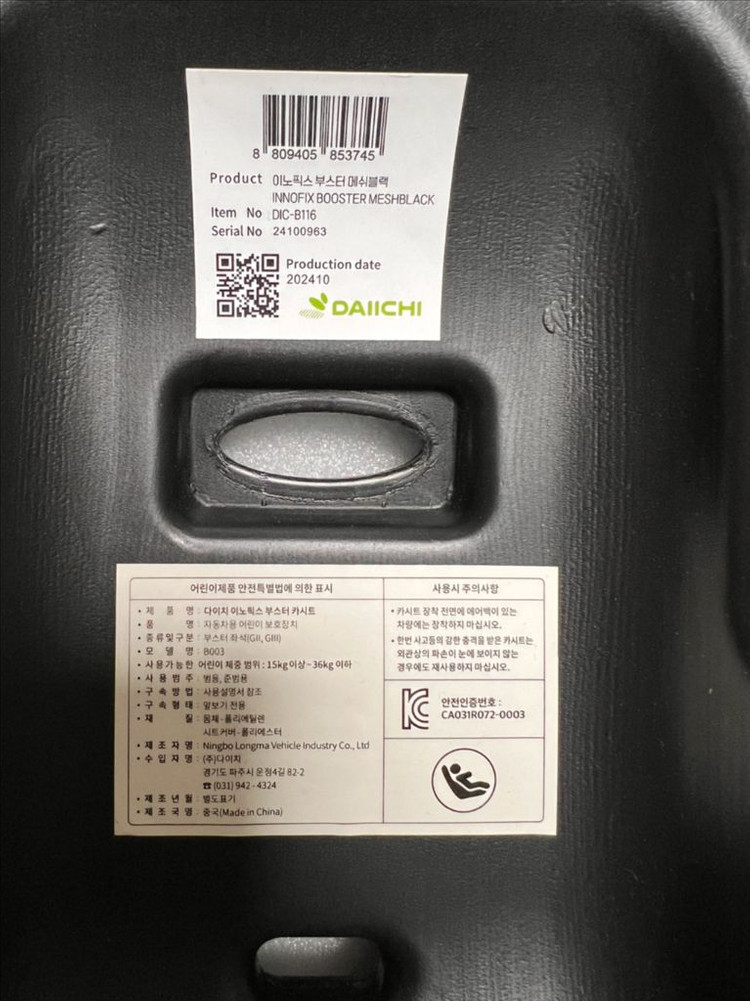 8 809405 853745
Product 이노픽스 부스터 메쉬블랙
INNOFIX BOOSTER MESHBLACK
Item No DIC-B116
Serial No 24100963
Production date
202410
DAIICHI
어린이제품 안전특별법에 의한 표시
• 제 품 명 : 다이치 이노픽스 부스터 카시트
• 품 명 : 자동차용 어린이 보호장치
• 종류및구분 : 부스터 좌석(GII, GIII)
• 모 델 명 : B003
• 사용가능한 어린이 체중 범위 : 15kg이상~36kg 이하
• 사용 범주 : 범용, 준범용
• 구속 방법 : 사용설명서 참조
• 구속 형태 : 앞보기 전용
• 재 질 : 몸체-폴리에틸렌
시트커버-폴리에스터
• 제 조 자 명 : Ningbo Longma Vehicle Industry Co., Ltd
• 수 입 자 명 : (주)다이치
경기도 파주시 운정4길 82-2
☎ (031) 942 - 4324
• 제 조 년 월 : 별도표기
• 제 조 국 명 : 중국(Made in China)
사용시 주의사항
• 카시트 장착 전면에 에어백이 있는
차량에는 장착하지 마십시오.
• 한번 사고등의 강한 충격을 받은 카시트는
외관상의 파손이 눈에 보이지 않는
경우에도 재사용하지 마십시오.
안전인증번호 :
CA031R072-0003